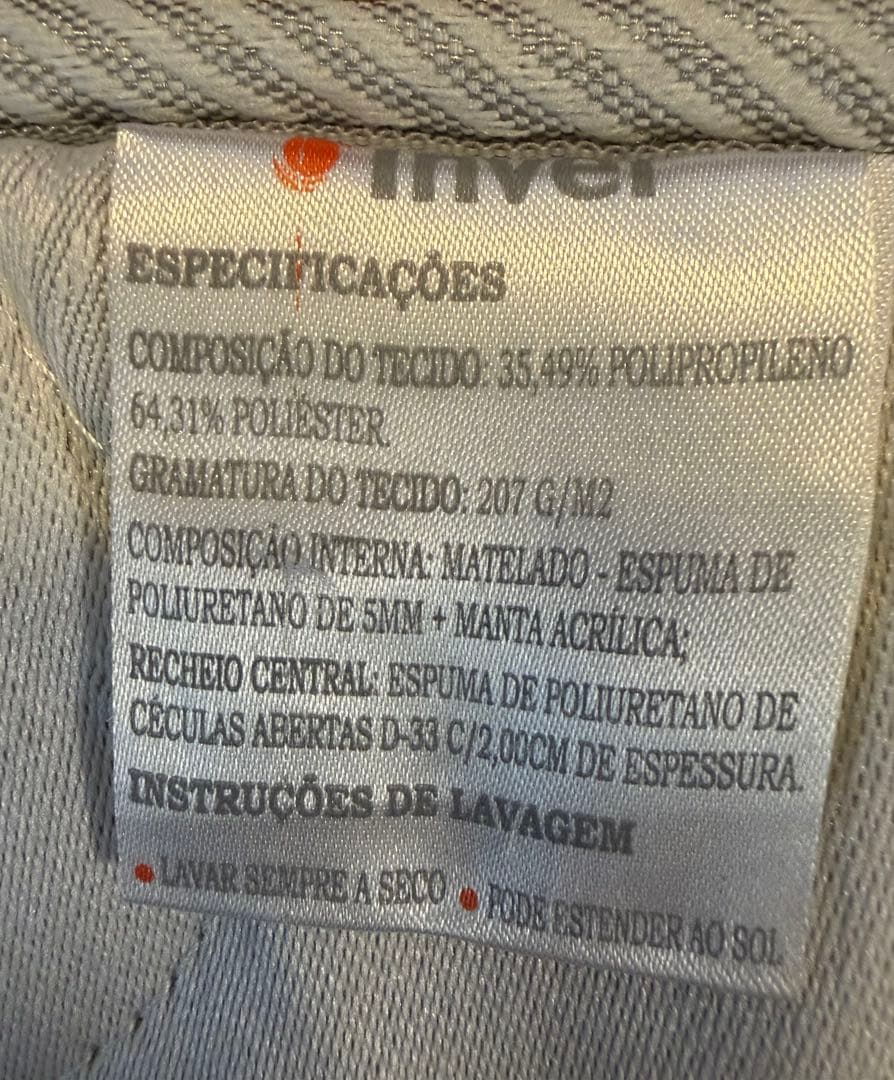 ESPECIFICAÇÕES
COMPOSIÇÃO DO TECIDO: 35,49% POLIPROPILENO
64,31% POLIÉSTER.
GRAMATURA DO TECIDO: 207 G/M2
COMPOSIÇÃO INTERNA: MATELADO - ESPUMA DE
POLIURETANO DE 5MM + MANTA ACRÍLICA;
RECHEIO CENTRAL: ESPUMA DE POLIURETANO DE
CÉCULAS ABERTAS D-33 C/2,00CM DE ESPESSURA.
INSTRUÇÕES DE LAVAGEM
• LAVAR SEMPRE A SECO • PODE ESTENDER AO SOL